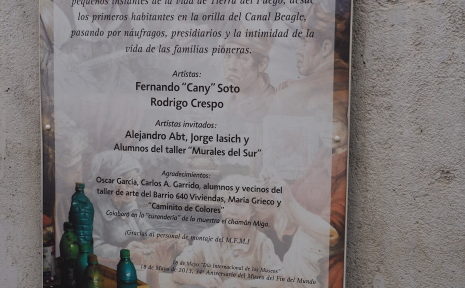 pequeños instantes de la vida de Tierra del Fuego, desde
los primeros habitantes en la orilla del Canal Beagle,
pasando por náufragos, presidiarios y la intimidad de la
vida de las familias pioneras.
Artistas:
Fernando "Cany" Soto
Rodrigo Crespo
Artistas invitados:
Alejandro Abt, Jorge Iasich y
Alumnos del taller "Murales del Sur"
Agradecimientos:
Oscar García, Carlos A. Garrido, alumnos y vecinos del
taller de arte del Barrio 640 Viviendas, María Grieco y
"Caminito de Colores"
Colaboró en la "curandería" de la muestra el chamán Miga.
¡Gracias al personal de montaje del M.F.M.!
18 de Mayo "Día Internacional de los Museos"
18 de Mayo de 2013, 34º Aniversario del Museo del Fin del Mundo